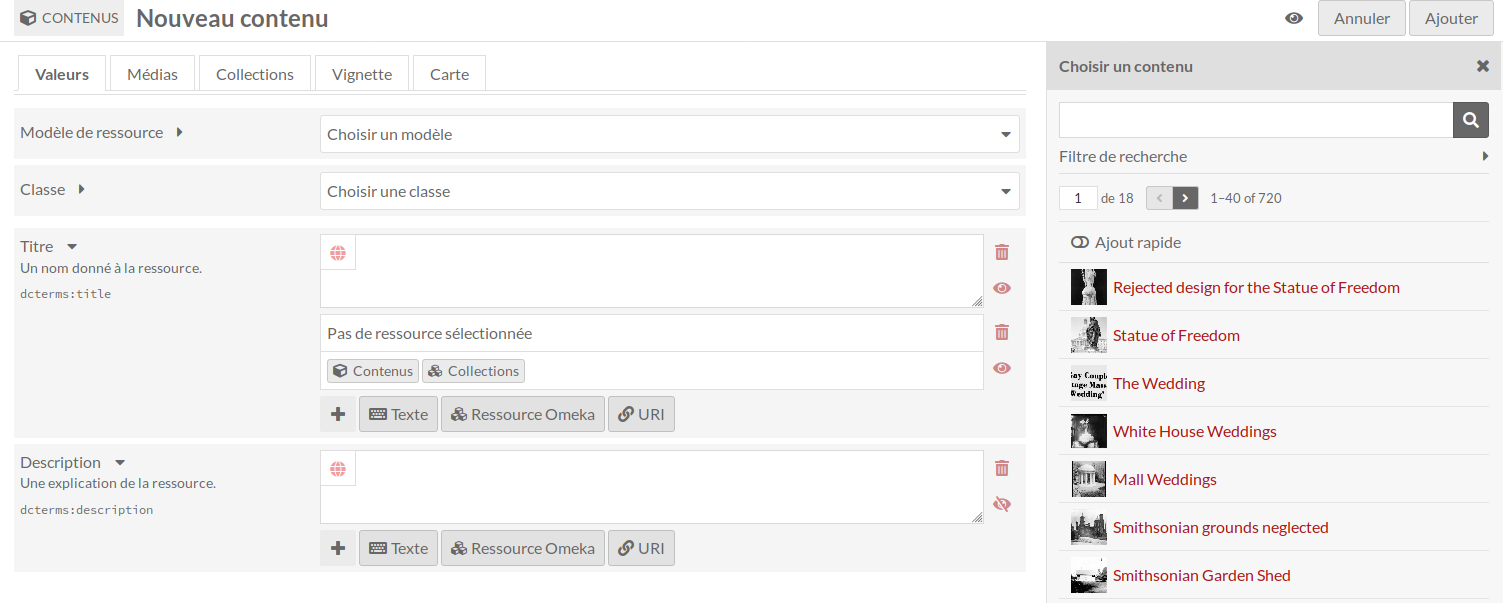 CONTENUS Nouveau contenu
Annuler
Ajouter
Valeurs
Médias
Collections
Vignette
Carte
Modèle de ressource
Choisir un modèle
Classe
Choisir une classe
Titre
Un nom donné à la ressource.
dcterms:title
Pas de ressource sélectionnée
Contenus
Collections
Texte
Ressource Omeka
URI
Description
Une explication de la ressource.
dcterms:description
Texte
Ressource Omeka
URI
Choisir un contenu
Filtre de recherche
1 de 18 1–40 of 720
Ajout rapide
Rejected design for the Statue of Freedom
Statue of Freedom
The Wedding
White House Weddings
Mall Weddings
Smithsonian grounds neglected
Smithsonian Garden Shed